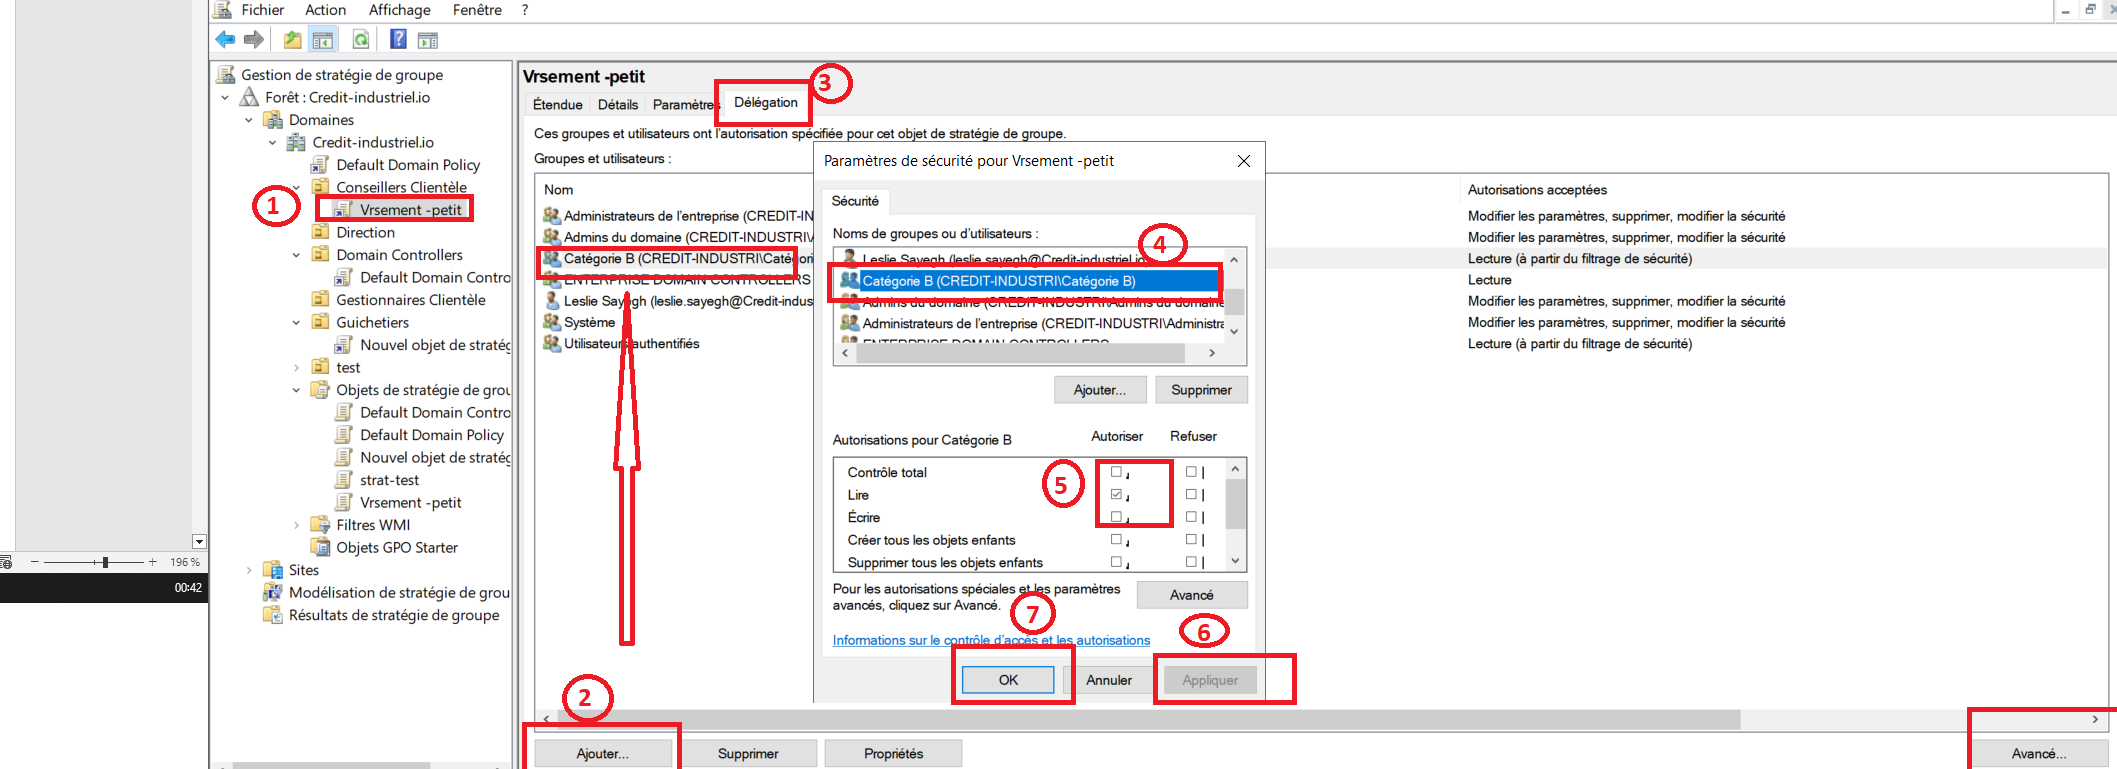 Fichier Action Affichage Fenêtre ?
Gestion de stratégie de groupe
Forêt : Credit-industriel.io
Domaines
Credit-industriel.io
Default Domain Policy
Conseillers Clientèle
1
Vrsement -petit
Direction
Domain Controllers
Default Domain Contro
Gestionnaires Clientèle
Guichetiers
Nouvel objet de stratég
test
Objets de stratégie de grou
Default Domain Contro
Default Domain Policy
Nouvel objet de stratég
strat-test
Vrsement -petit
Filtres WMI
Objets GPO Starter
Sites
Modélisation de stratégie de grou
Résultats de stratégie de groupe
196 %
00:42
Vrsement -petit
3
Étendue Détails Paramètres Délégation
Ces groupes et utilisateurs ont l'autorisation spécifiée pour cet objet de stratégie de groupe.
Groupes et utilisateurs :
Nom
Autorisations acceptées
Administrateurs de l'entreprise (CREDIT-IN
Modifier les paramètres, supprimer, modifier la sécurité
Admins du domaine (CREDIT-INDUSTRI\
Modifier les paramètres, supprimer, modifier la sécurité
Catégorie B (CREDIT-INDUSTRI\Catégori
Lecture (à partir du filtrage de sécurité)
ENTERPRISE DOMAIN CONTROLLERS
Lecture
Leslie Sayegh (leslie.sayegh@Credit-indus
Modifier les paramètres, supprimer, modifier la sécurité
Système
Modifier les paramètres, supprimer, modifier la sécurité
Utilisateurs authentifiés
Lecture (à partir du filtrage de sécurité)
Paramètres de sécurité pour Vrsement -petit
Sécurité
Noms de groupes ou d'utilisateurs :
4
Leslie Sayegh (leslie.sayegh@Credit-industriel.io)
Catégorie B (CREDIT-INDUSTRI\Catégorie B)
Admins du domaine (CREDIT-INDUSTRI\Admins du domaine
Administrateurs de l'entreprise (CREDIT-INDUSTRI\Administra
ENTERPRISE DOMAIN CONTROLLERS
Ajouter... Supprimer
Autorisations pour Catégorie B Autoriser Refuser
Contrôle total
5
Lire
Écrire
Créer tous les objets enfants
Supprimer tous les objets enfants
Pour les autorisations spéciales et les paramètres
avancés, cliquez sur Avancé.
Avancé
7
6
Informations sur le contrôle d'accès et les autorisations
OK Annuler Appliquer
2
Ajouter... Supprimer Propriétés Avancé...